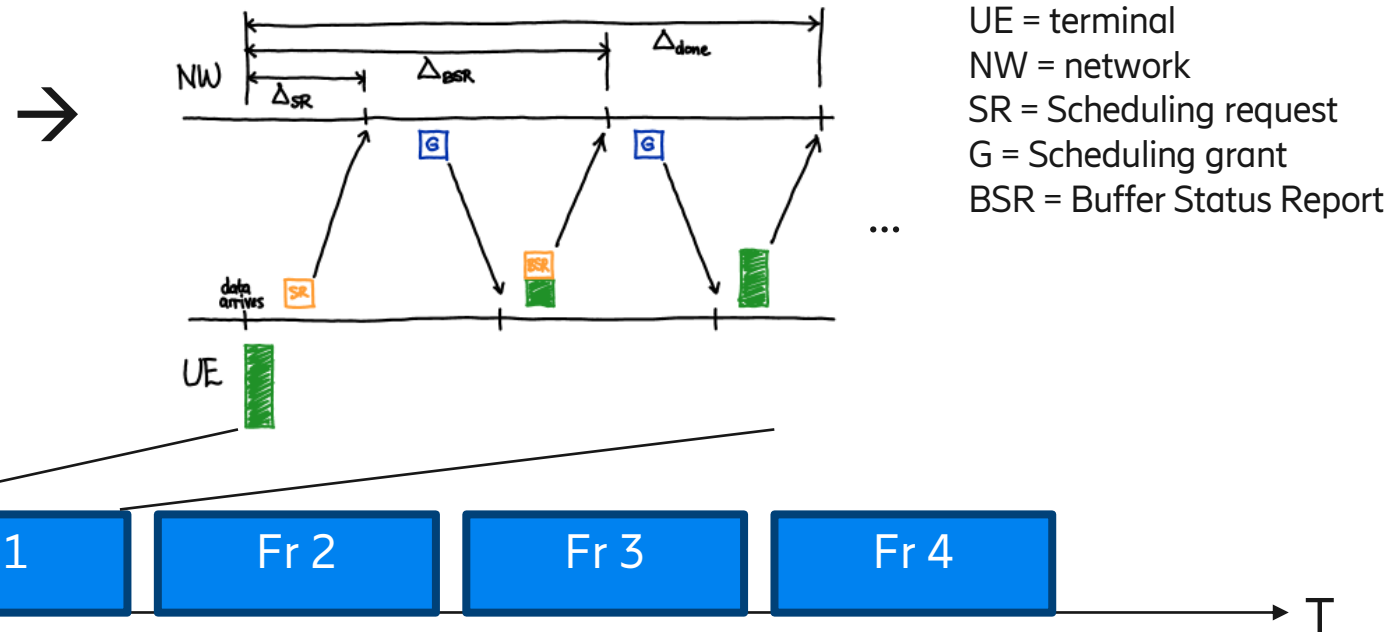 Δdone
ΔBSR
NW
ΔSR
G
G
data
arrives
SR
BSR
...
UE
UE = terminal
NW = network
SR = Scheduling request
G = Scheduling grant
BSR = Buffer Status Report
1
Fr 2
Fr 3
Fr 4
T